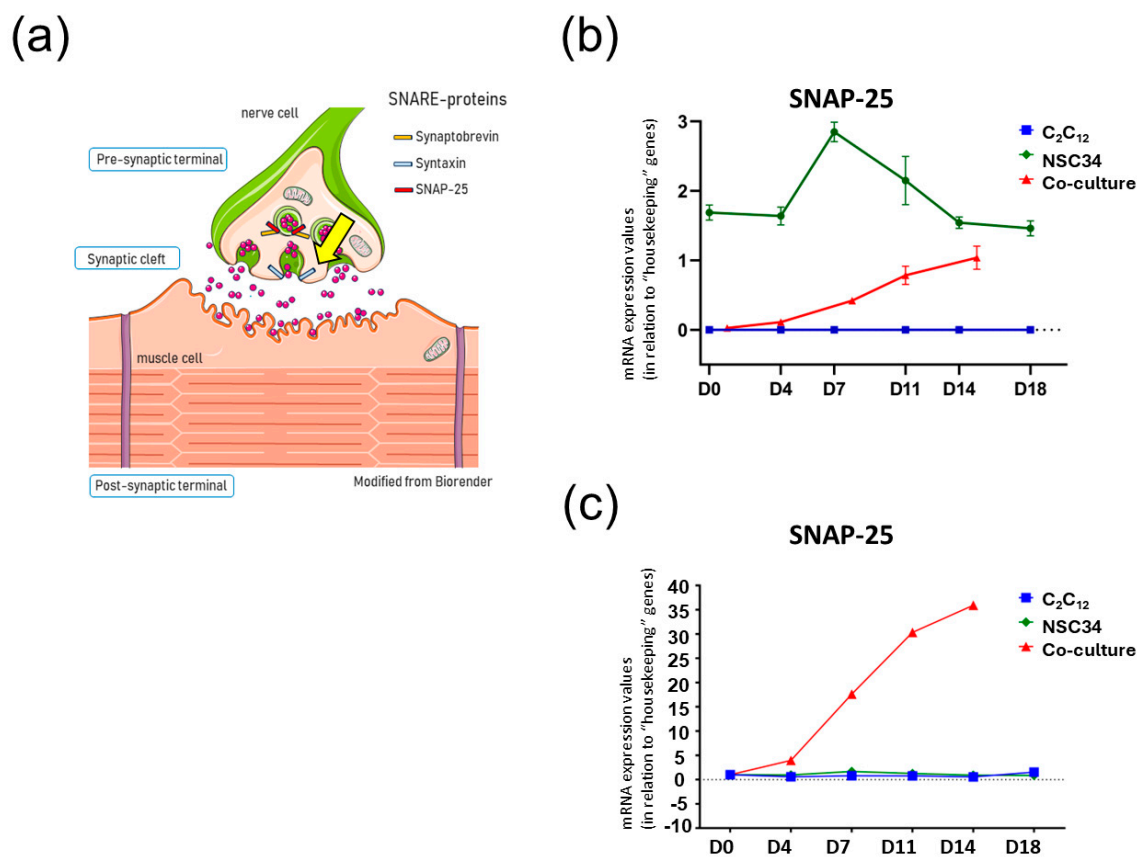 (a)
nerve cell
Pre-synaptic terminal
Synaptic cleft
muscle cell
Post-synaptic terminal
Modified from Biorender
SNARE-proteins
Synaptobrevin
Syntaxin
SNAP-25
(b)
SNAP-25
mRNA expression values
(in relation to “housekeeping” genes)
3
2
1
0
D0 D4 D7 D11 D14 D18
C₂C₁₂
NSC34
Co-culture
(c)
SNAP-25
mRNA expression values
(in relation to “housekeeping” genes)
40
35
30
25
20
15
10
5
0
-5
-10
D0 D4 D7 D11 D14 D18
C₂C₁₂
NSC34
Co-culture